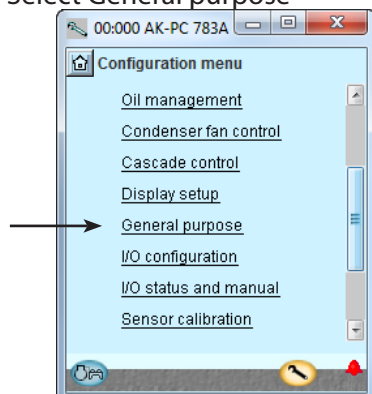 Select General purpose
00:000 AK-PC 783A
Configuration menu
Oil management
Condenser fan control
Cascade control
Display setup
General purpose
I/O configuration
I/O status and manual
Sensor calibration